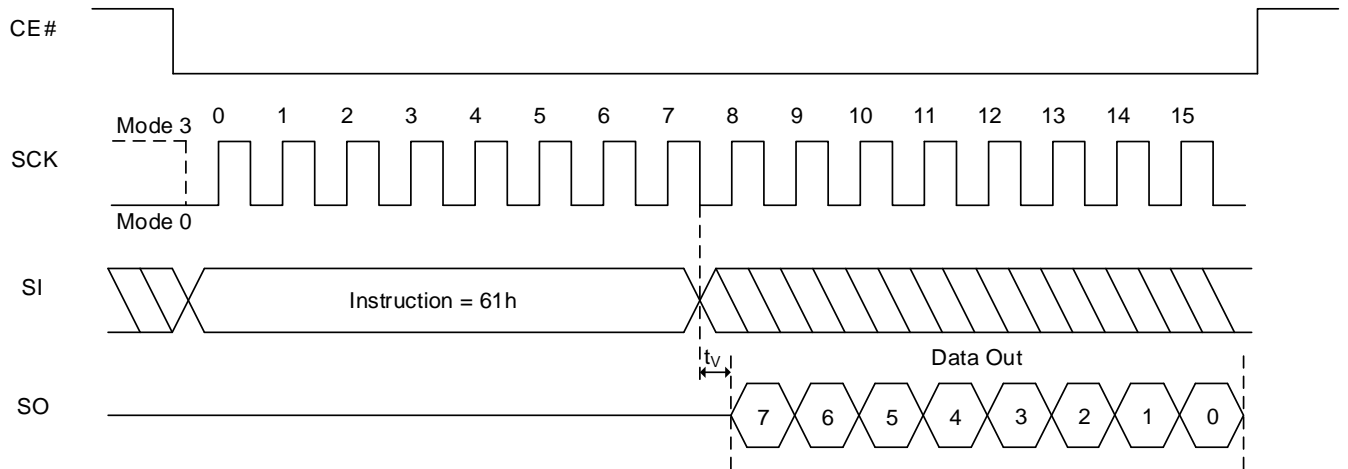 CE#
0 1 2 3 4 5 6 7 8 9 10 11 12 13 14 15
Mode 3
SCK
Mode 0
SI
Instruction = 61h
tV
Data Out
SO
7 6 5 4 3 2 1 0